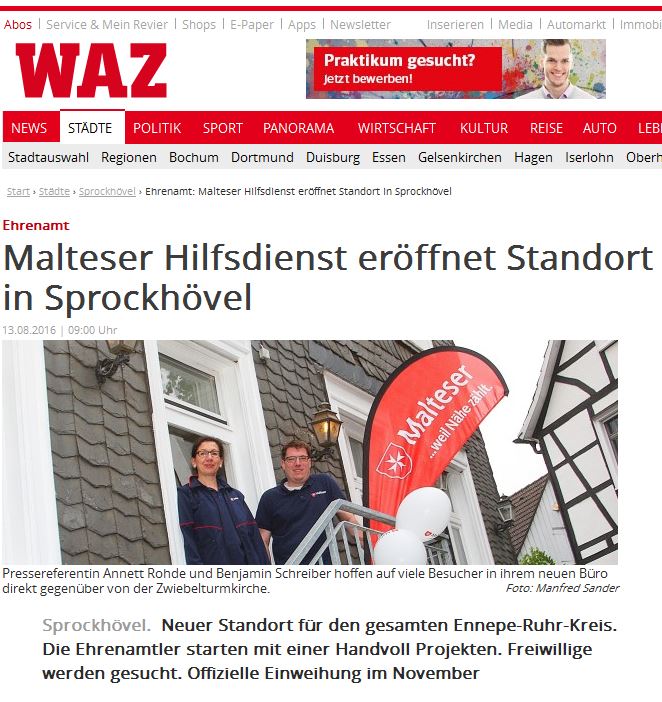 Abos | Service & Mein Revier | Shops | E-Paper | Apps | Newsletter Inserieren | Media | Automarkt | Immobi
WAZ
Praktikum gesucht?
Jetzt bewerben!
NEWS STÄDTE POLITIK SPORT PANORAMA WIRTSCHAFT KULTUR REISE AUTO LEB
Stadtauswahl Regionen Bochum Dortmund Duisburg Essen Gelsenkirchen Hagen Iserlohn Oberh
Start › Städte › Sprockhövel › Ehrenamt: Malteser Hilfsdienst eröffnet Standort in Sprockhövel
Ehrenamt
Malteser Hilfsdienst eröffnet Standort
in Sprockhövel
13.08.2016 | 09:00 Uhr
Malteser
...weil Nähe zählt.
Pressereferentin Annett Rohde und Benjamin Schreiber hoffen auf viele Besucher in ihrem neuen Büro
direkt gegenüber von der Zwiebelturmkirche. Foto: Manfred Sander
Sprockhövel. Neuer Standort für den gesamten Ennepe-Ruhr-Kreis.
Die Ehrenamtler starten mit einer Handvoll Projekten. Freiwillige
werden gesucht. Offizielle Einweihung im November